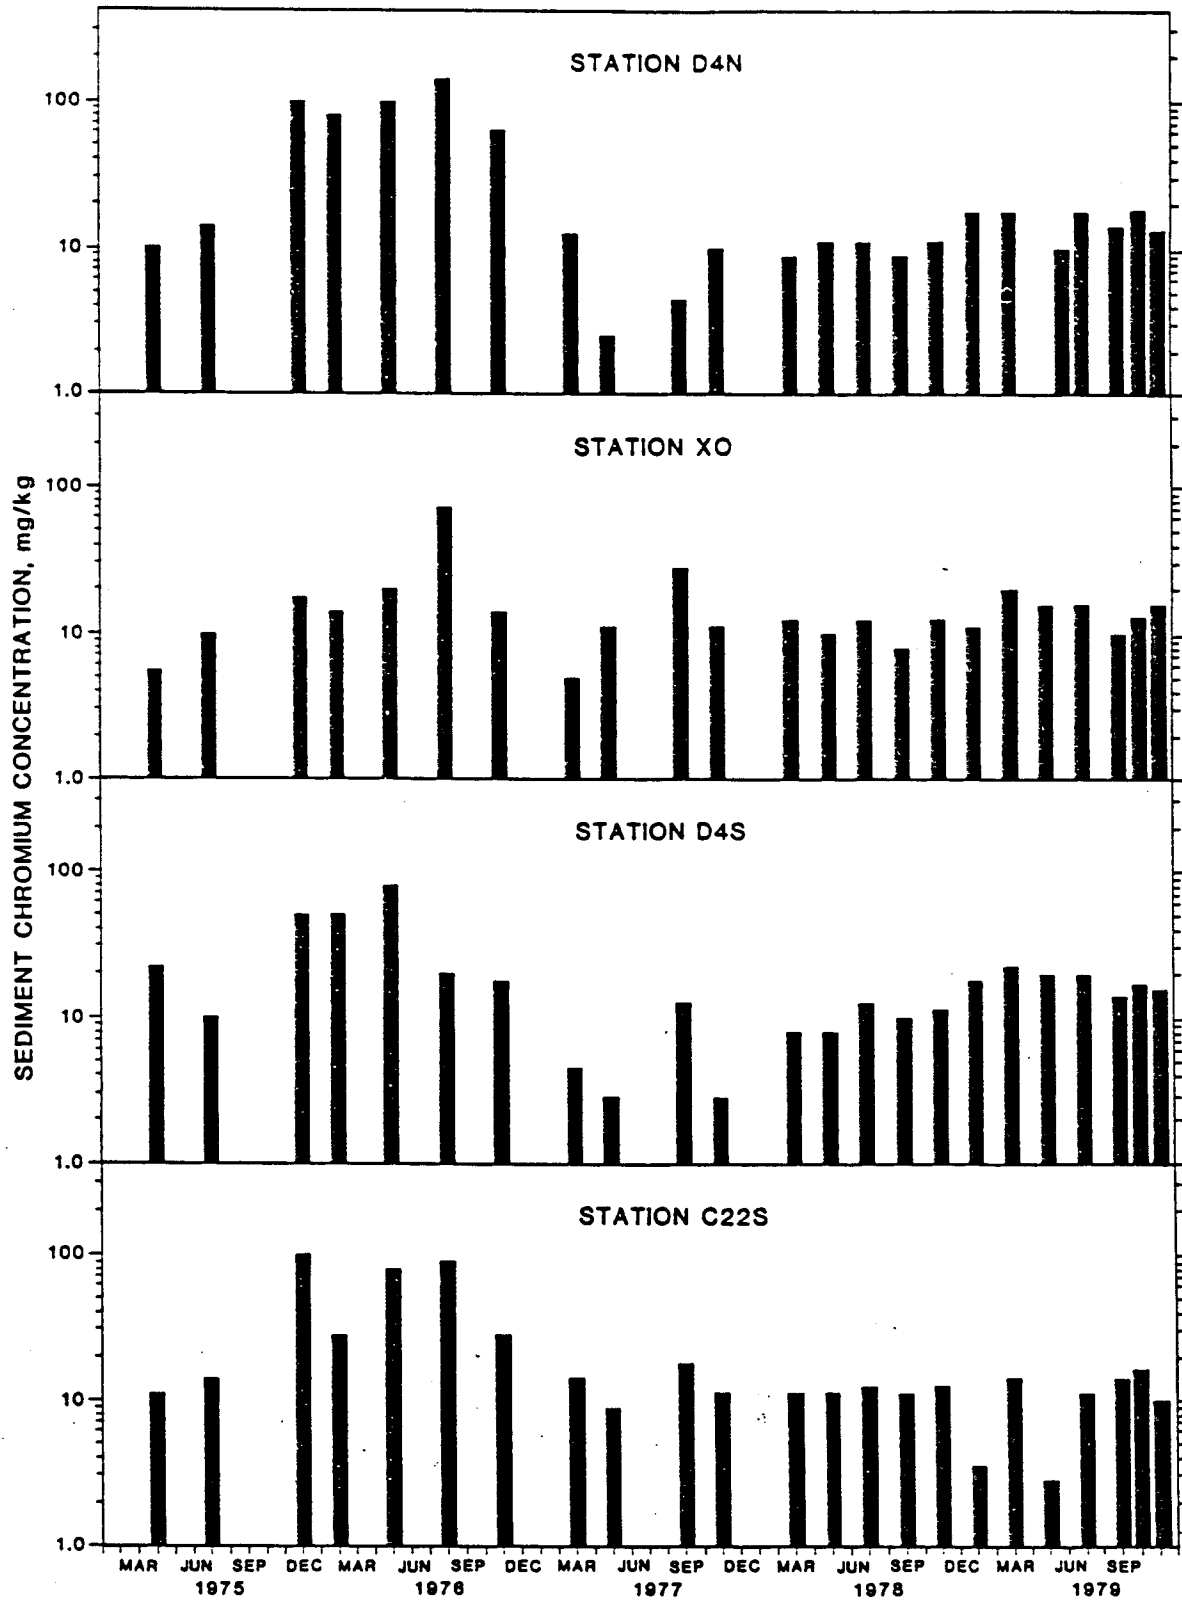 STATION D4N
100
10
1.0
STATION XO
100
10
1.0
SEDIMENT CHROMIUM CONCENTRATION, mg/kg
STATION D4S
100
10
1.0
STATION C22S
100
10
1.0
MAR JUN SEP DEC MAR JUN SEP DEC MAR JUN SEP DEC MAR JUN SEP DEC MAR JUN SEP
1975 1976 1977 1978 1979